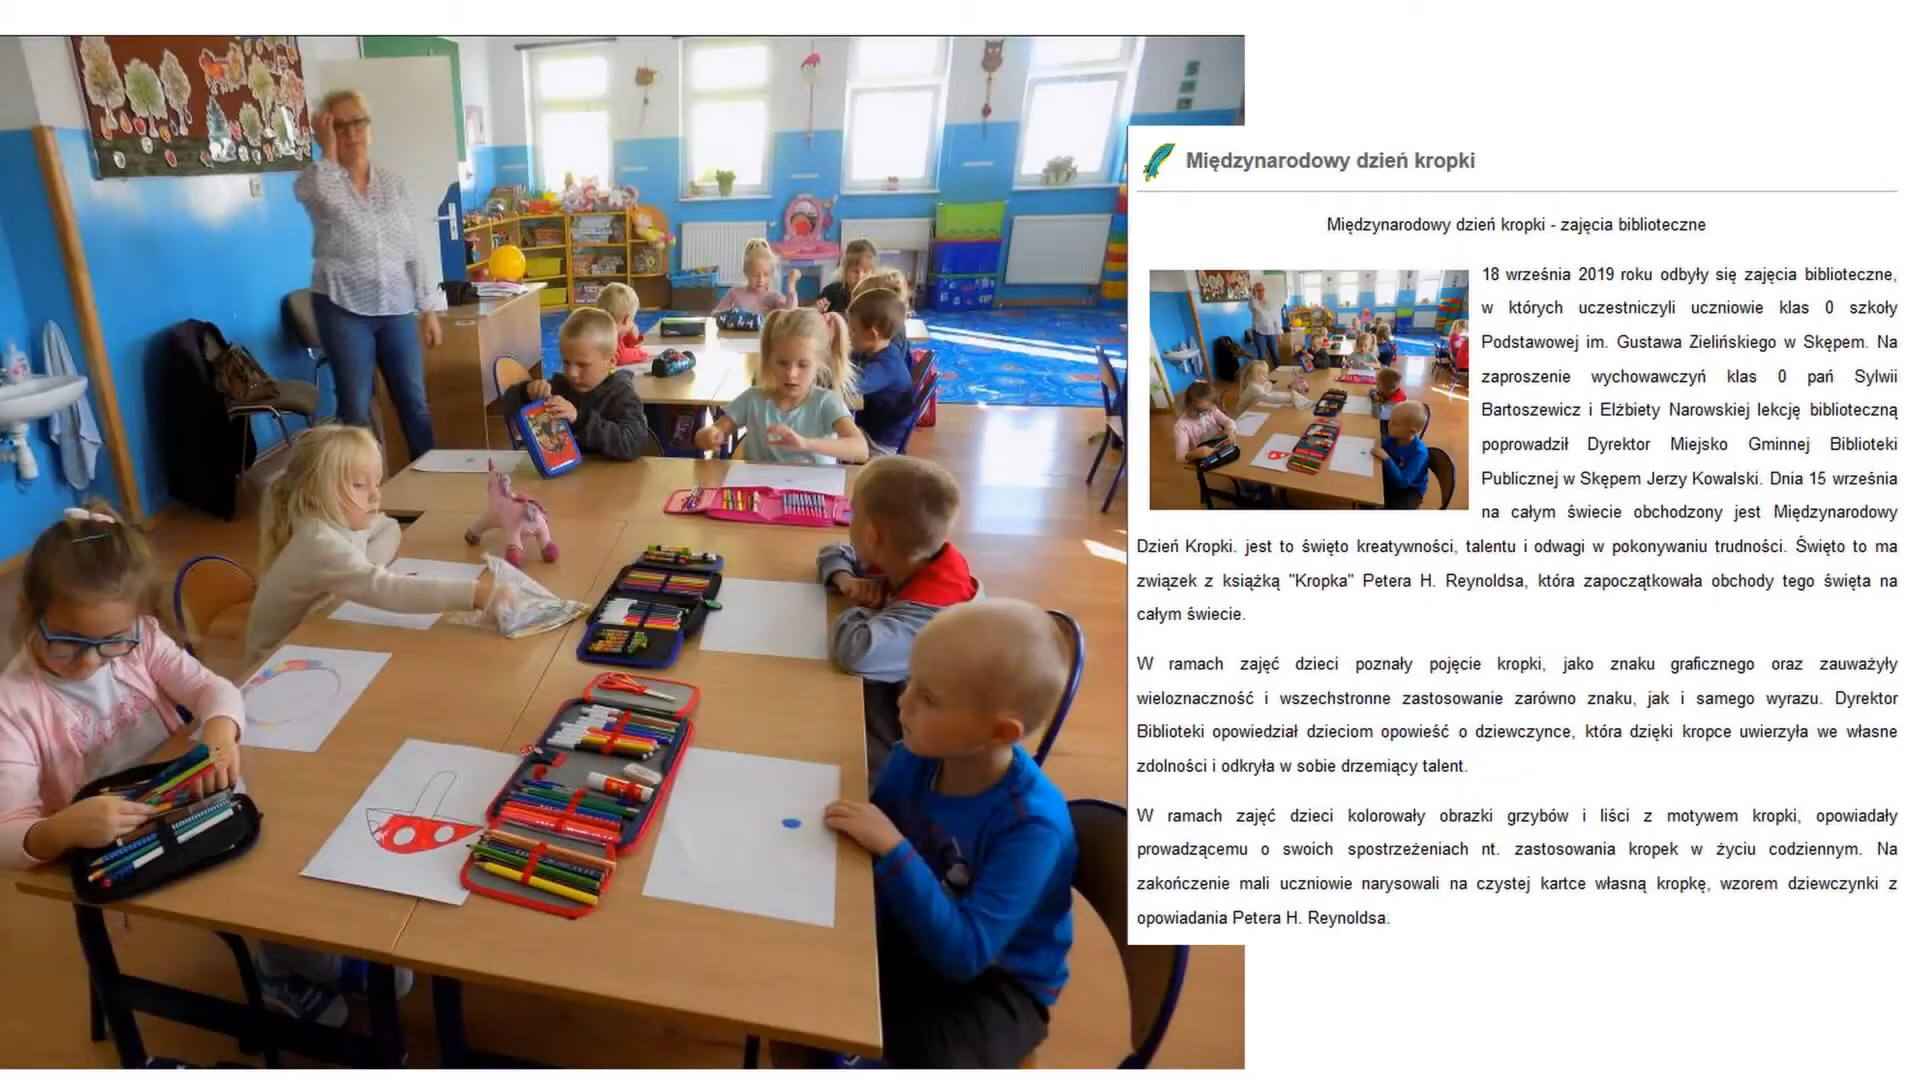 Międzynarodowy dzień kropki
Międzynarodowy dzień kropki - zajęcia biblioteczne
18 września 2019 roku odbyły się zajęcia biblioteczne,
w których uczestniczyli uczniowie klas 0 szkoły
Podstawowej im. Gustawa Zielińskiego w Skępem. Na
zaproszenie wychowawczyń klas 0 pań Sylwii
Bartoszewicz i Elżbiety Narowskiej lekcję biblioteczną
poprowadził Dyrektor Miejsko Gminnej Biblioteki
Publicznej w Skępem Jerzy Kowalski. Dnia 15 września
na całym świecie obchodzony jest Międzynarodowy
Dzień Kropki. jest to święto kreatywności, talentu i odwagi w pokonywaniu trudności. Święto to ma
związek z książką "Kropka" Petera H. Reynoldsa, która zapoczątkowała obchody tego święta na
całym świecie.
W ramach zajęć dzieci poznały pojęcie kropki, jako znaku graficznego oraz zauważyły
wieloznaczność i wszechstronne zastosowanie zarówno znaku, jak i samego wyrazu. Dyrektor
Biblioteki opowiedział dzieciom opowieść o dziewczynce, która dzięki kropce uwierzyła we własne
zdolności i odkryła w sobie drzemiący talent.
W ramach zajęć dzieci kolorowały obrazki grzybów i liści z motywem kropki, opowiadały
prowadzącemu o swoich spostrzeżeniach nt. zastosowania kropek w życiu codziennym. Na
zakończenie mali uczniowie narysowali na czystej kartce własną kropkę, wzorem dziewczynki z
opowiadania Petera H. Reynoldsa.